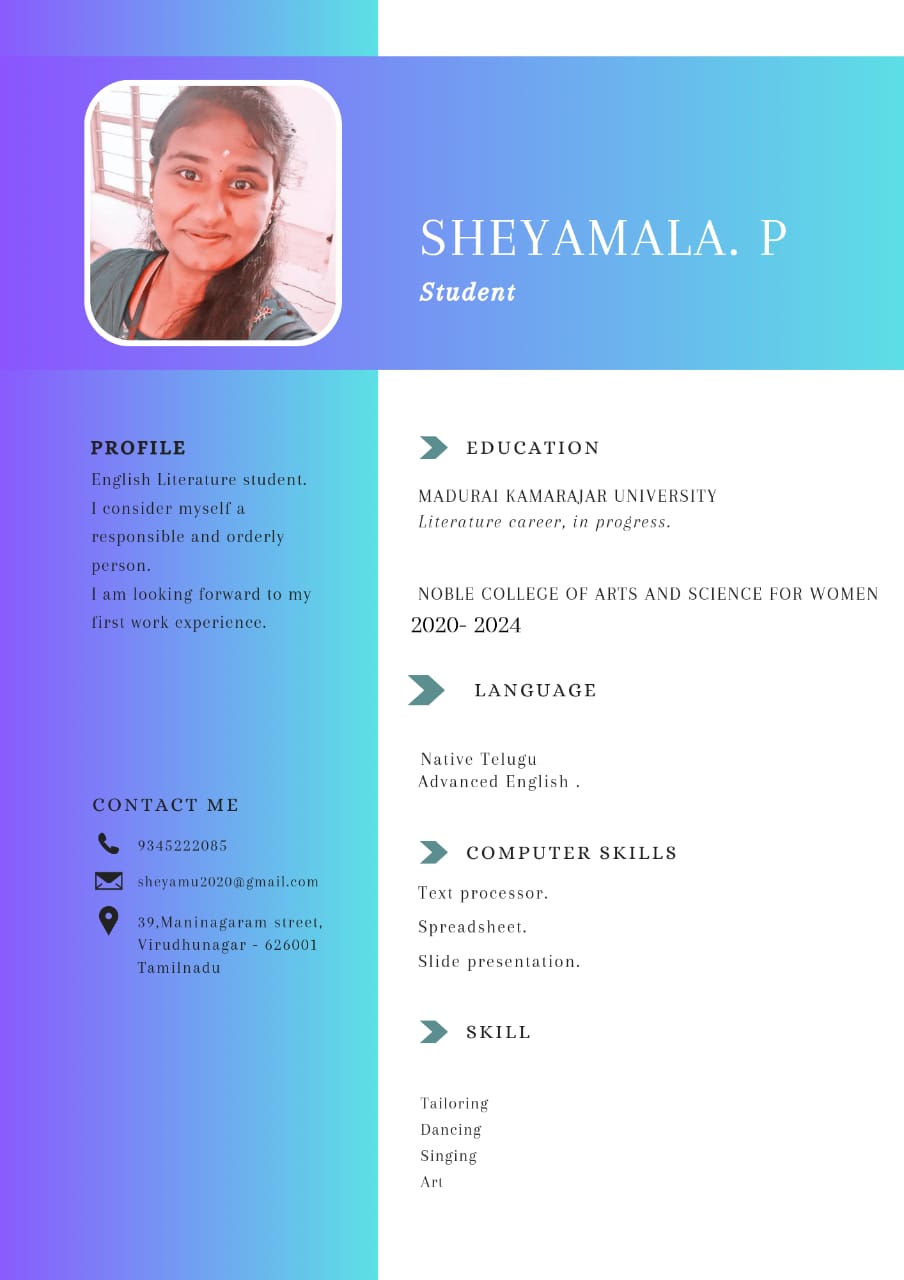 SHEYAMALA. P
Student
PROFILE
English Literature student.
I consider myself a
responsible and orderly
person.
I am looking forward to my
first work experience.
CONTACT ME
9345222085
sheyamu2020@gmail.com
39,Maninagaram street,
Virudhunagar - 626001
Tamilnadu
EDUCATION
MADURAI KAMARAJAR UNIVERSITY
Literature career, in progress.
NOBLE COLLEGE OF ARTS AND SCIENCE FOR WOMEN
2020- 2024
LANGUAGE
Native Telugu
Advanced English .
COMPUTER SKILLS
Text processor.
Spreadsheet.
Slide presentation.
SKILL
Tailoring
Dancing
Singing
Art